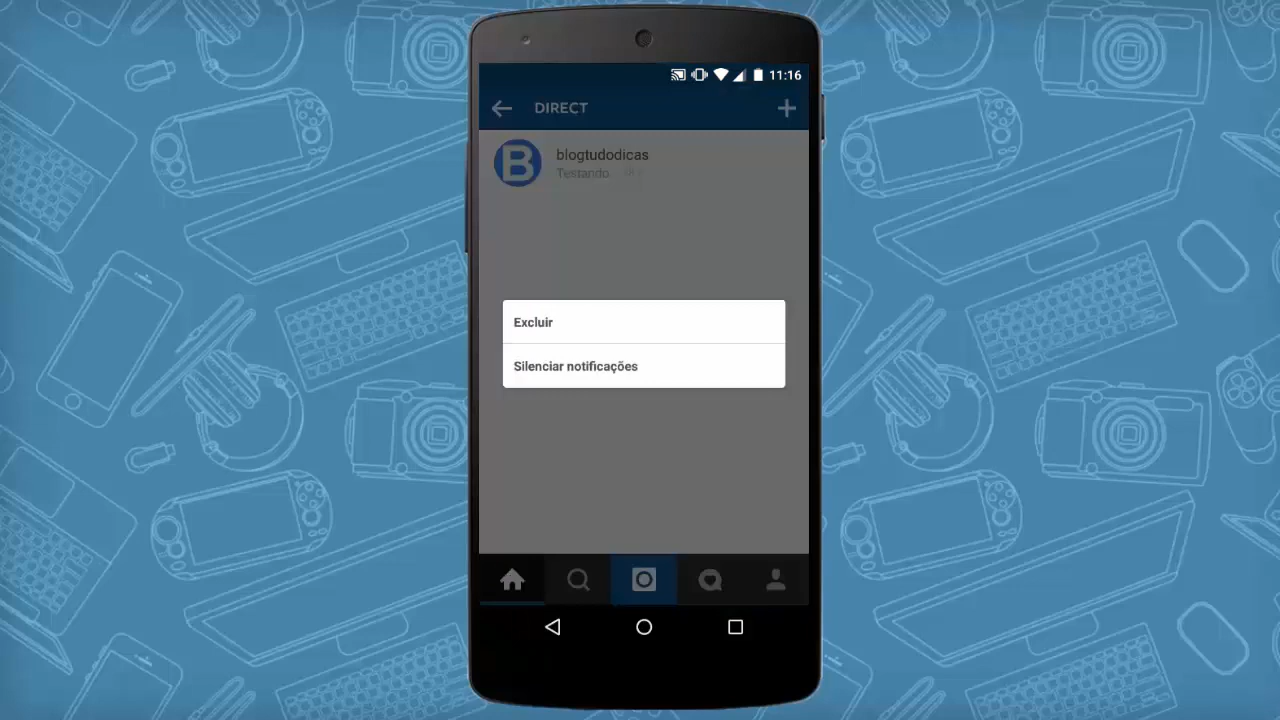 11:16
DIRECT
B
blogtudodicas
Testando
Excluir
Silenciar notificações